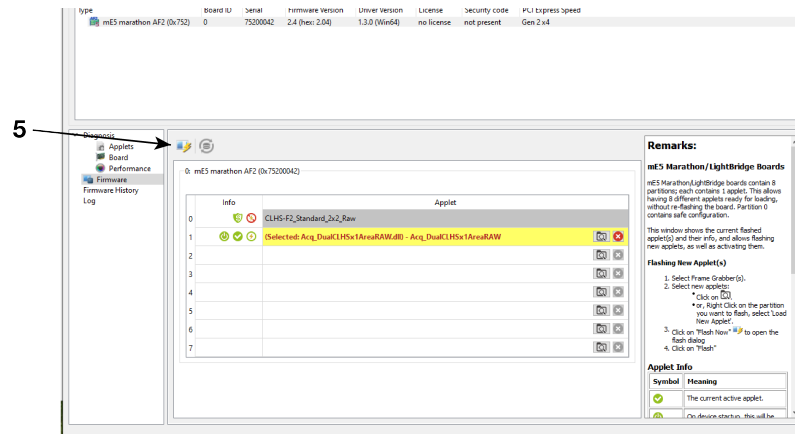 Type Board ID Serial Firmware Version Driver Version License Security code PCI Express Speed
mE5 marathon AF2 (0x752) 0 75200042 2.4 (hex: 2.04) 1.3.0 (Win64) no license not present Gen 2 x4
5
Diagnosis
Applets
Board
Performance
Firmware
Firmware History
Log
0: mE5 marathon AF2 (0x75200042)
Info Applet
0 CLHS-F2_Standard_2x2_Raw
1 (Selected: Acq_DualCLHSx1AreaRAW.dll) - Acq_DualCLHSx1AreaRAW
2
3
4
5
6
7
Remarks:
mE5 Marathon/LightBridge Boards
mE5 Marathon/LightBridge boards contain 8
partitions; each contains 1 applet. This allows
having 8 different applets ready for loading,
without re-flashing the board. Partition 0
contains safe configuration.
This window shows the current flashed
applet(s) and their info, and allows flashing
new applets, as well as activating them.
Flashing New Applet(s)
1. Select Frame Grabber(s).
2. Select new applets:
• Click on .
• or, Right Click on the partition
you want to flash, select 'Load
New Applet'.
3. Click on "Flash Now" to open the
flash dialog
4. Click on "Flash"
Applet Info
Symbol Meaning
The current active applet.
On device startup, this will be